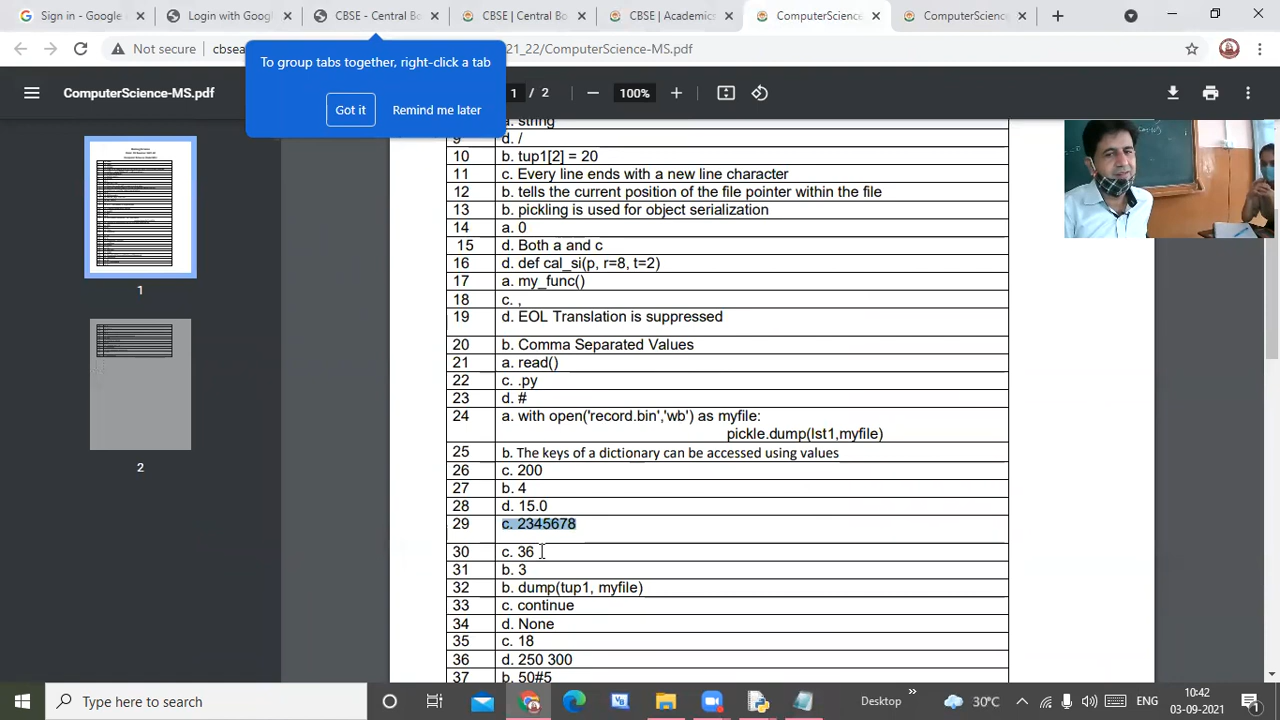 Sign in - Google
Login with Goog
CBSE - Central Bo
CBSE | Central Bo
CBSE | Academics
ComputerScience
ComputerScience
Not secure
cbsea
21_22/ComputerScience-MS.pdf
To group tabs together, right-click a tab
Got it
Remind me later
ComputerScience-MS.pdf
1 / 2
100%
1
2
a. string
9 d. /
10 b. tup1[2] = 20
11 c. Every line ends with a new line character
12 b. tells the current position of the file pointer within the file
13 b. pickling is used for object serialization
14 a. 0
15 d. Both a and c
16 d. def cal_si(p, r=8, t=2)
17 a. my_func()
18 c. ,
19 d. EOL Translation is suppressed
20 b. Comma Separated Values
21 a. read()
22 c. .py
23 d. #
24 a. with open('record.bin','wb') as myfile:
pickle.dump(lst1,myfile)
25 b. The keys of a dictionary can be accessed using values
26 c. 200
27 b. 4
28 d. 15.0
29 c. 2345678
30 c. 36
31 b. 3
32 b. dump(tup1, myfile)
33 c. continue
34 d. None
35 c. 18
36 d. 250 300
37 b. 50#5
Type here to search
Desktop
30°C
ENG
10:42
03-09-2021